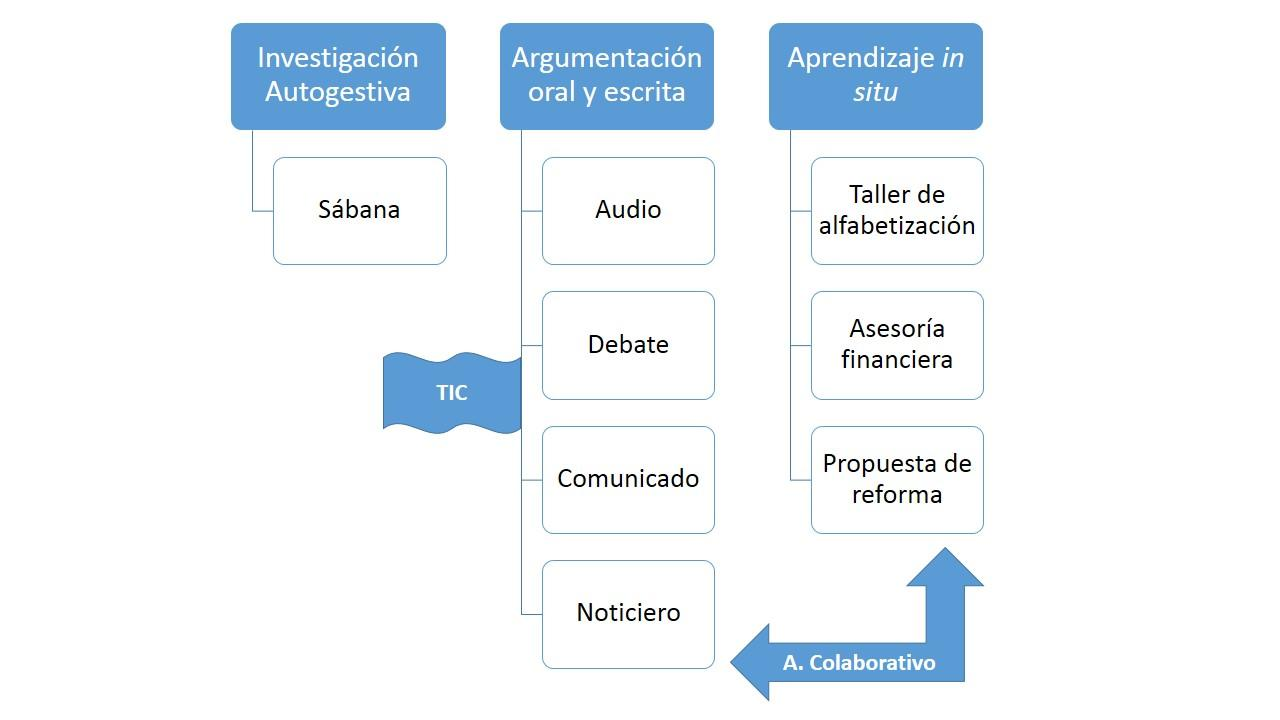 Investigación
Autogestiva
Sábana
Argumentación
oral y escrita
Audio
Debate
TIC
Comunicado
Noticiero
Aprendizaje in
situ
Taller de
alfabetización
Asesoría
financiera
Propuesta de
reforma
A. Colaborativo